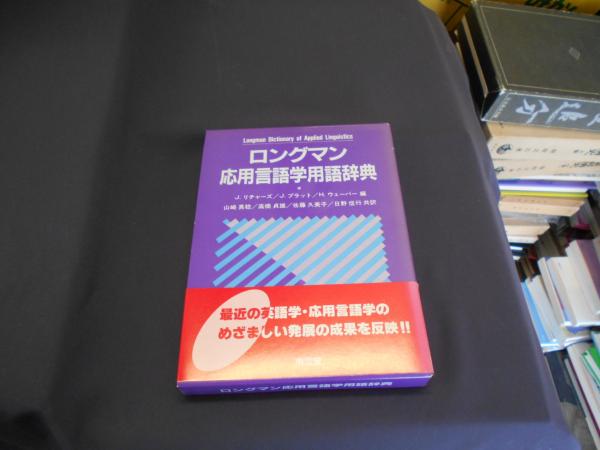 Longman Dictionary of Applied Linguistics
ロングマン
応用言語学用語辞典
J. リチャーズ／J. プラット／H. ウェーバー 編
山崎 真稔／高橋 貞雄／佐藤 久美子／日野 信行 共訳
最近の英語学・応用言語学の
めざましい発展の成果を反映!!
南雲堂
ロングマン応用言語学用語辞典